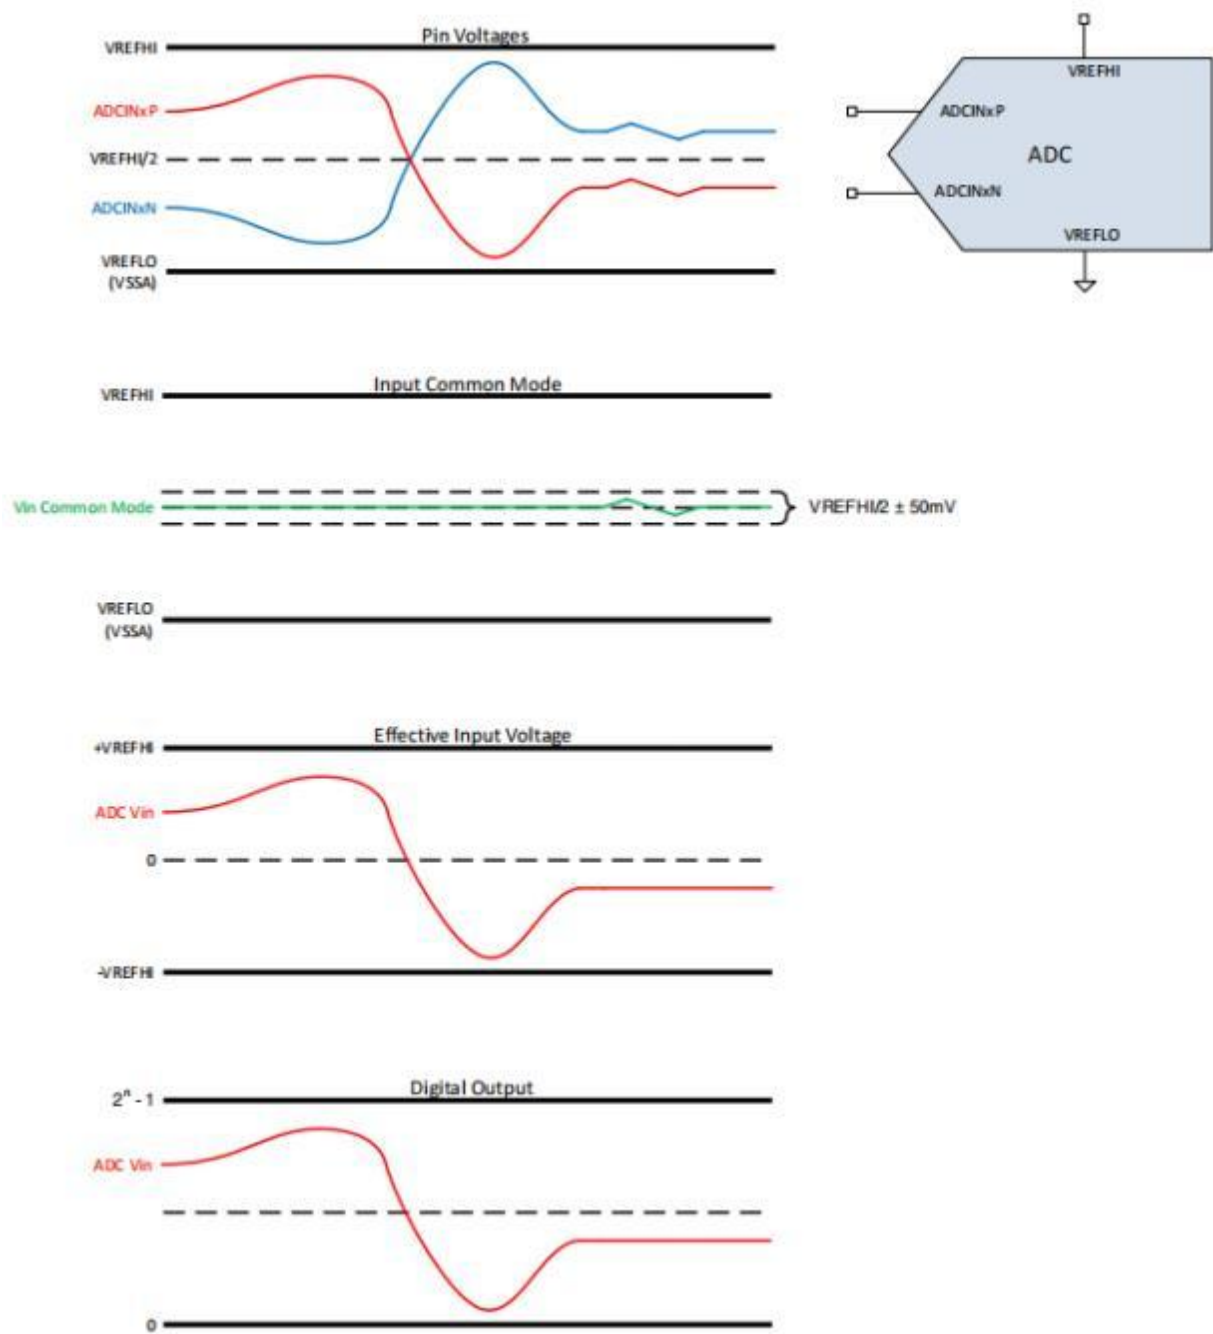 Pin Voltages
VREFHI
ADCINxP
VREFHI/2
ADCINxN
VREFLO
(VSSA)
VREFHI
ADCINxP
ADC
ADCINxN
VREFLO
Input Common Mode
VREFHI
Vin Common Mode
VREFHI/2 ± 50mV
VREFLO
(VSSA)
Effective Input Voltage
+VREFHI
ADC Vin
0
-VREFHI
Digital Output
2ⁿ - 1
ADC Vin
0